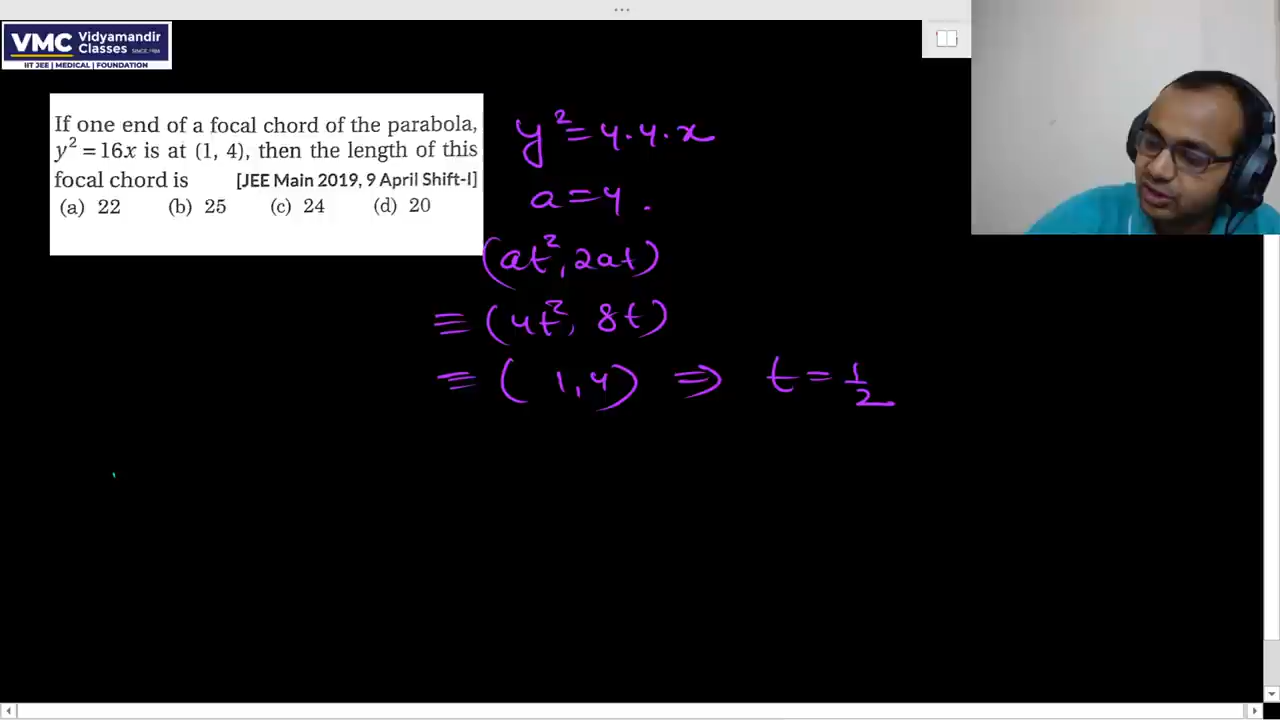 VMC Vidyamandir Classes
SINCE 1986
IIT JEE | MEDICAL | FOUNDATION
If one end of a focal chord of the parabola,
y² = 16x is at (1, 4), then the length of this
focal chord is [JEE Main 2019, 9 April Shift-I]
(a) 22 (b) 25 (c) 24 (d) 20
y² = 4.4.x
a = 4.
(at², 2at)
≡ (4t², 8t)
≡ (1, 4) ⇒ t = 1/2